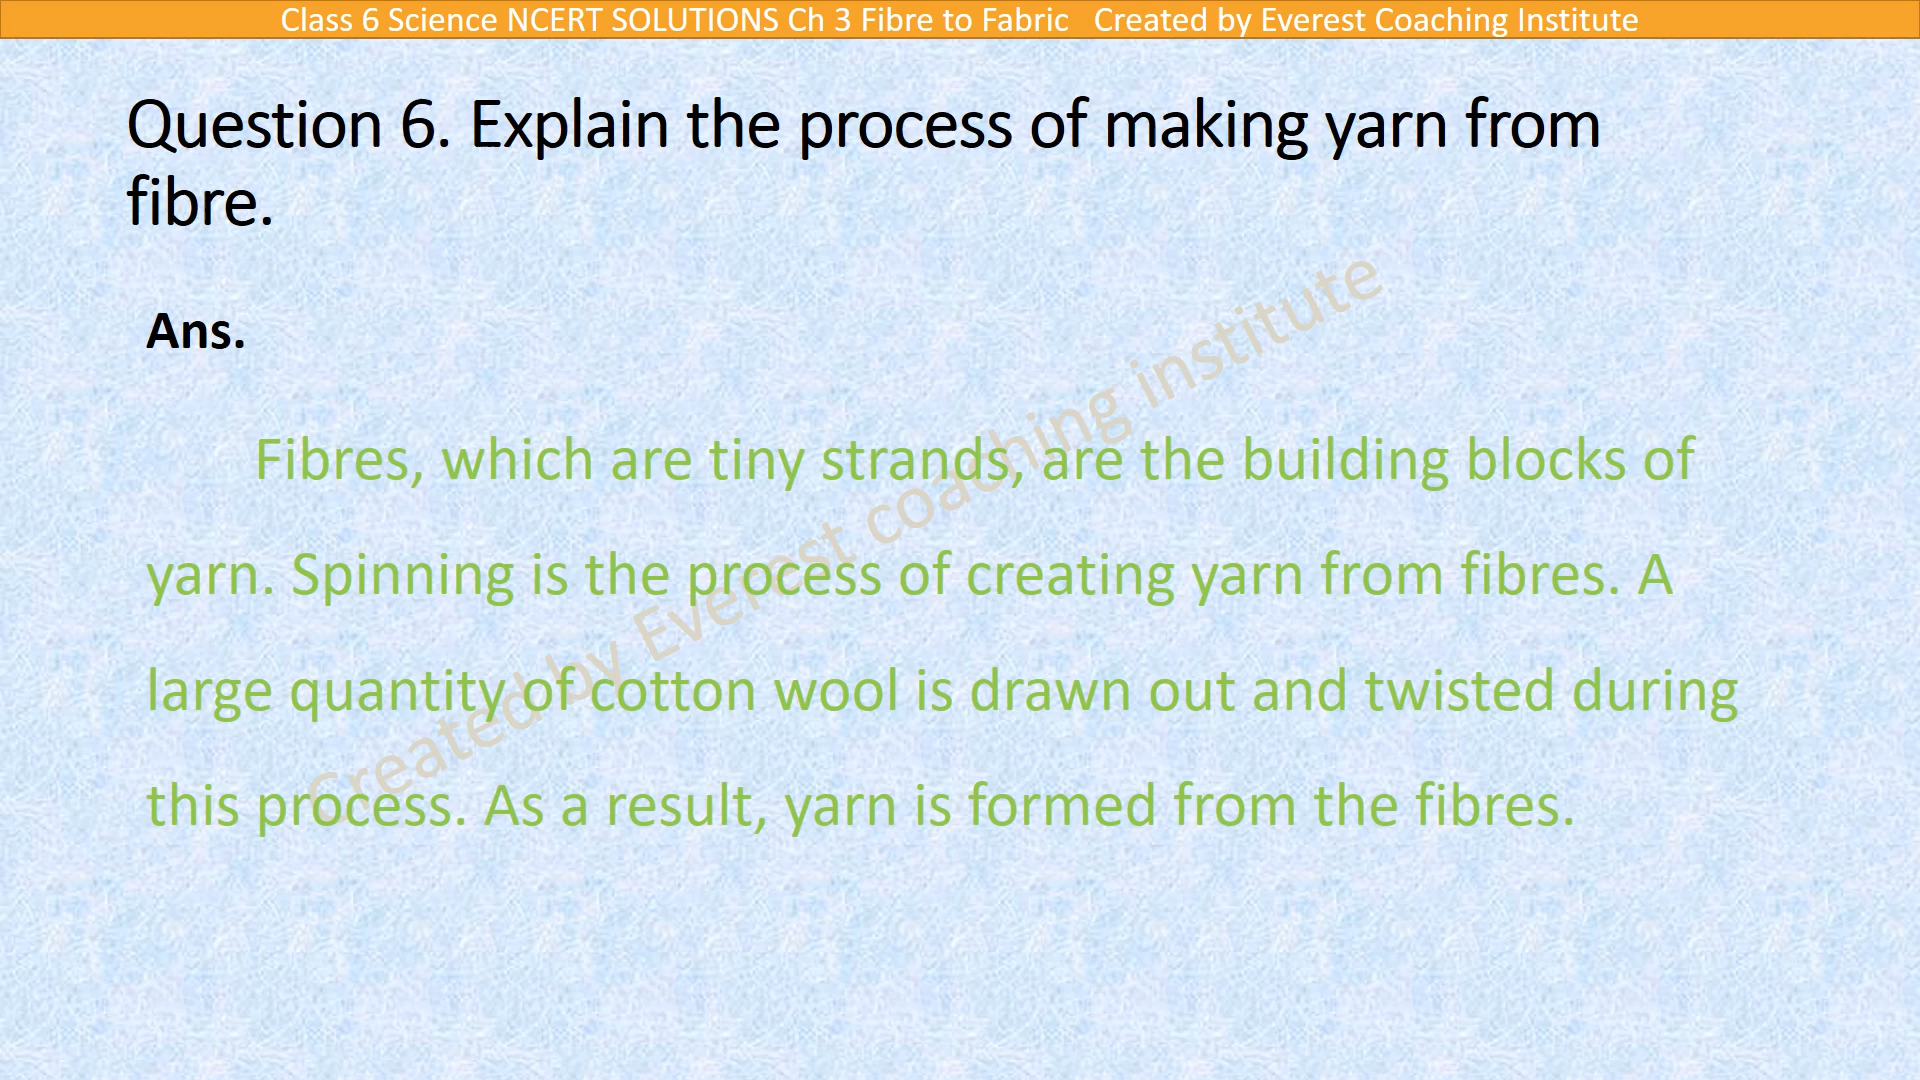 Class 6 Science NCERT SOLUTIONS Ch 3 Fibre to Fabric Created by Everest Coaching Institute
Question 6. Explain the process of making yarn from
fibre.
Ans.
Fibres, which are tiny strands, are the building blocks of
yarn. Spinning is the process of creating yarn from fibres. A
large quantity of cotton wool is drawn out and twisted during
this process. As a result, yarn is formed from the fibres.
Created by Everest coaching institute